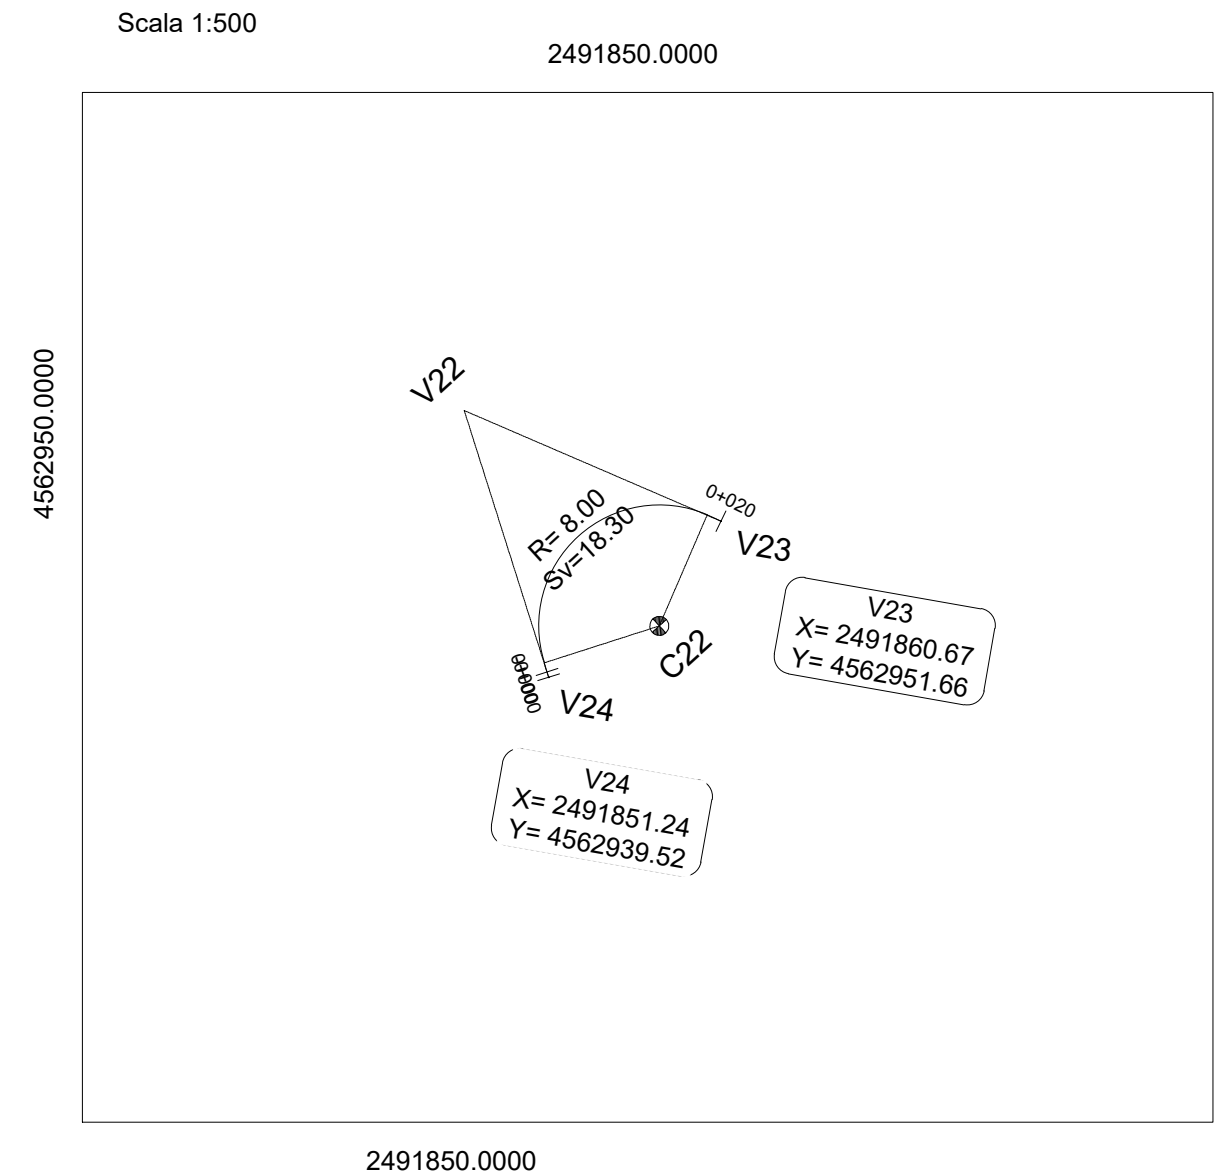 Scala 1:500
2491850.0000
4562950.0000
V22
R= 8.00
Sv=18.30
0+020
V23
V23
X= 2491860.67
Y= 4562951.66
C22
V24
V24
X= 2491851.24
Y= 4562939.52
2491850.0000